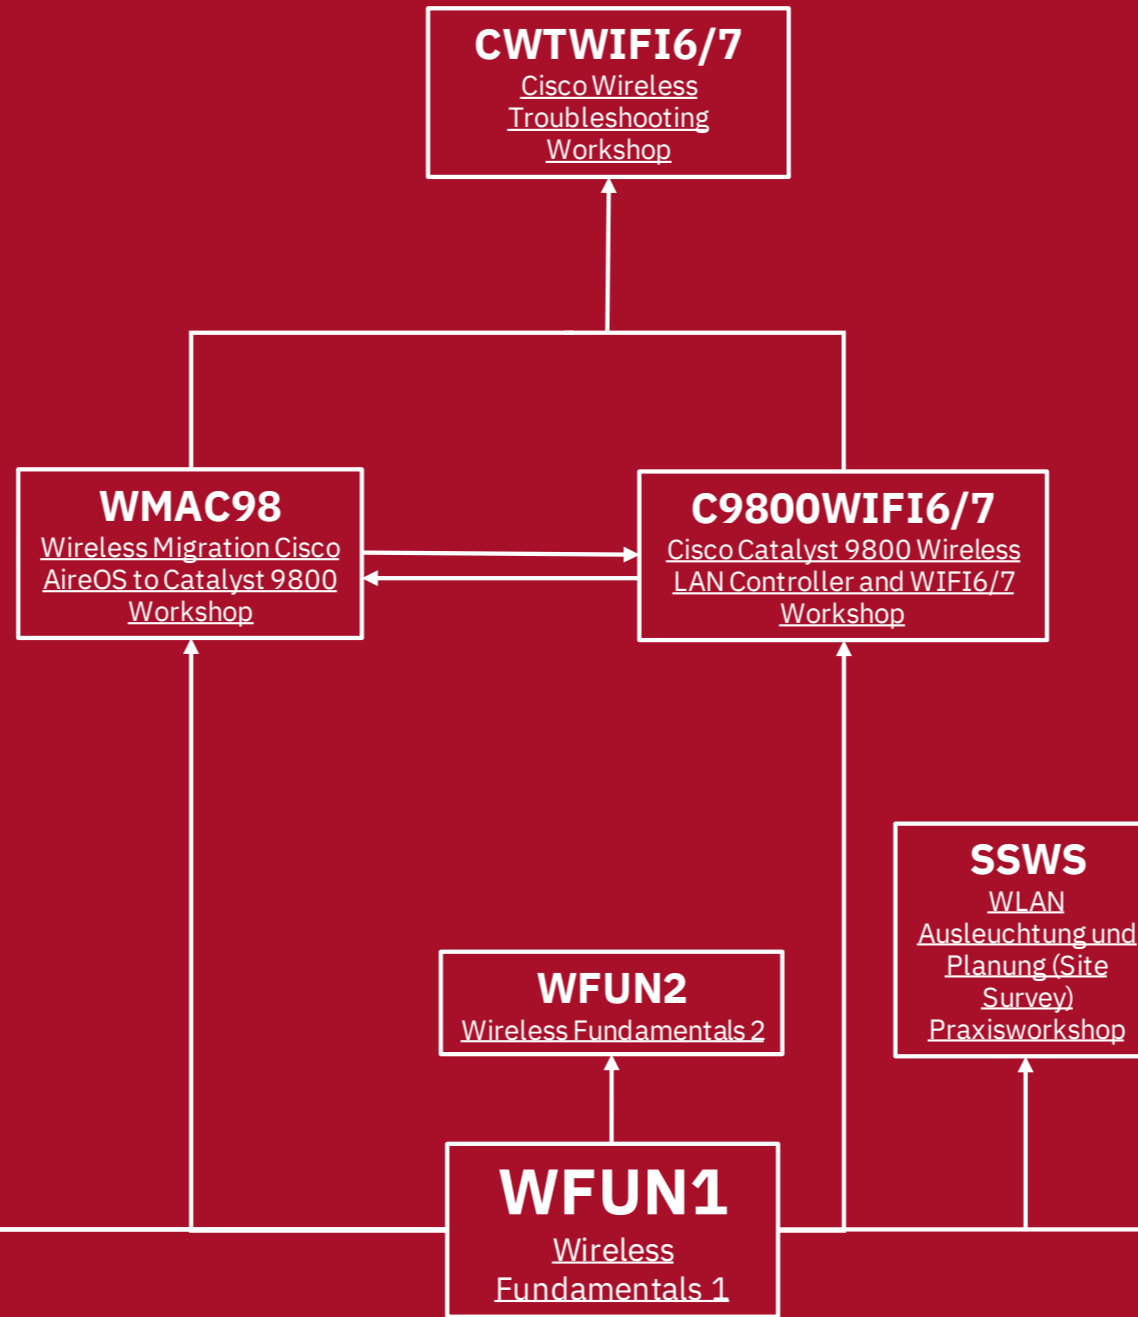 CWTWIFI6/7
Cisco Wireless
Troubleshooting
Workshop
WMAC98
Wireless Migration Cisco
AireOS to Catalyst 9800
Workshop
C9800WIFI6/7
Cisco Catalyst 9800 Wireless
LAN Controller and WIFI6/7
Workshop
SSWS
WLAN
Ausleuchtung und
Planung (Site
Survey)
Praxisworkshop
WFUN2
Wireless Fundamentals 2
WFUN1
Wireless
Fundamentals 1